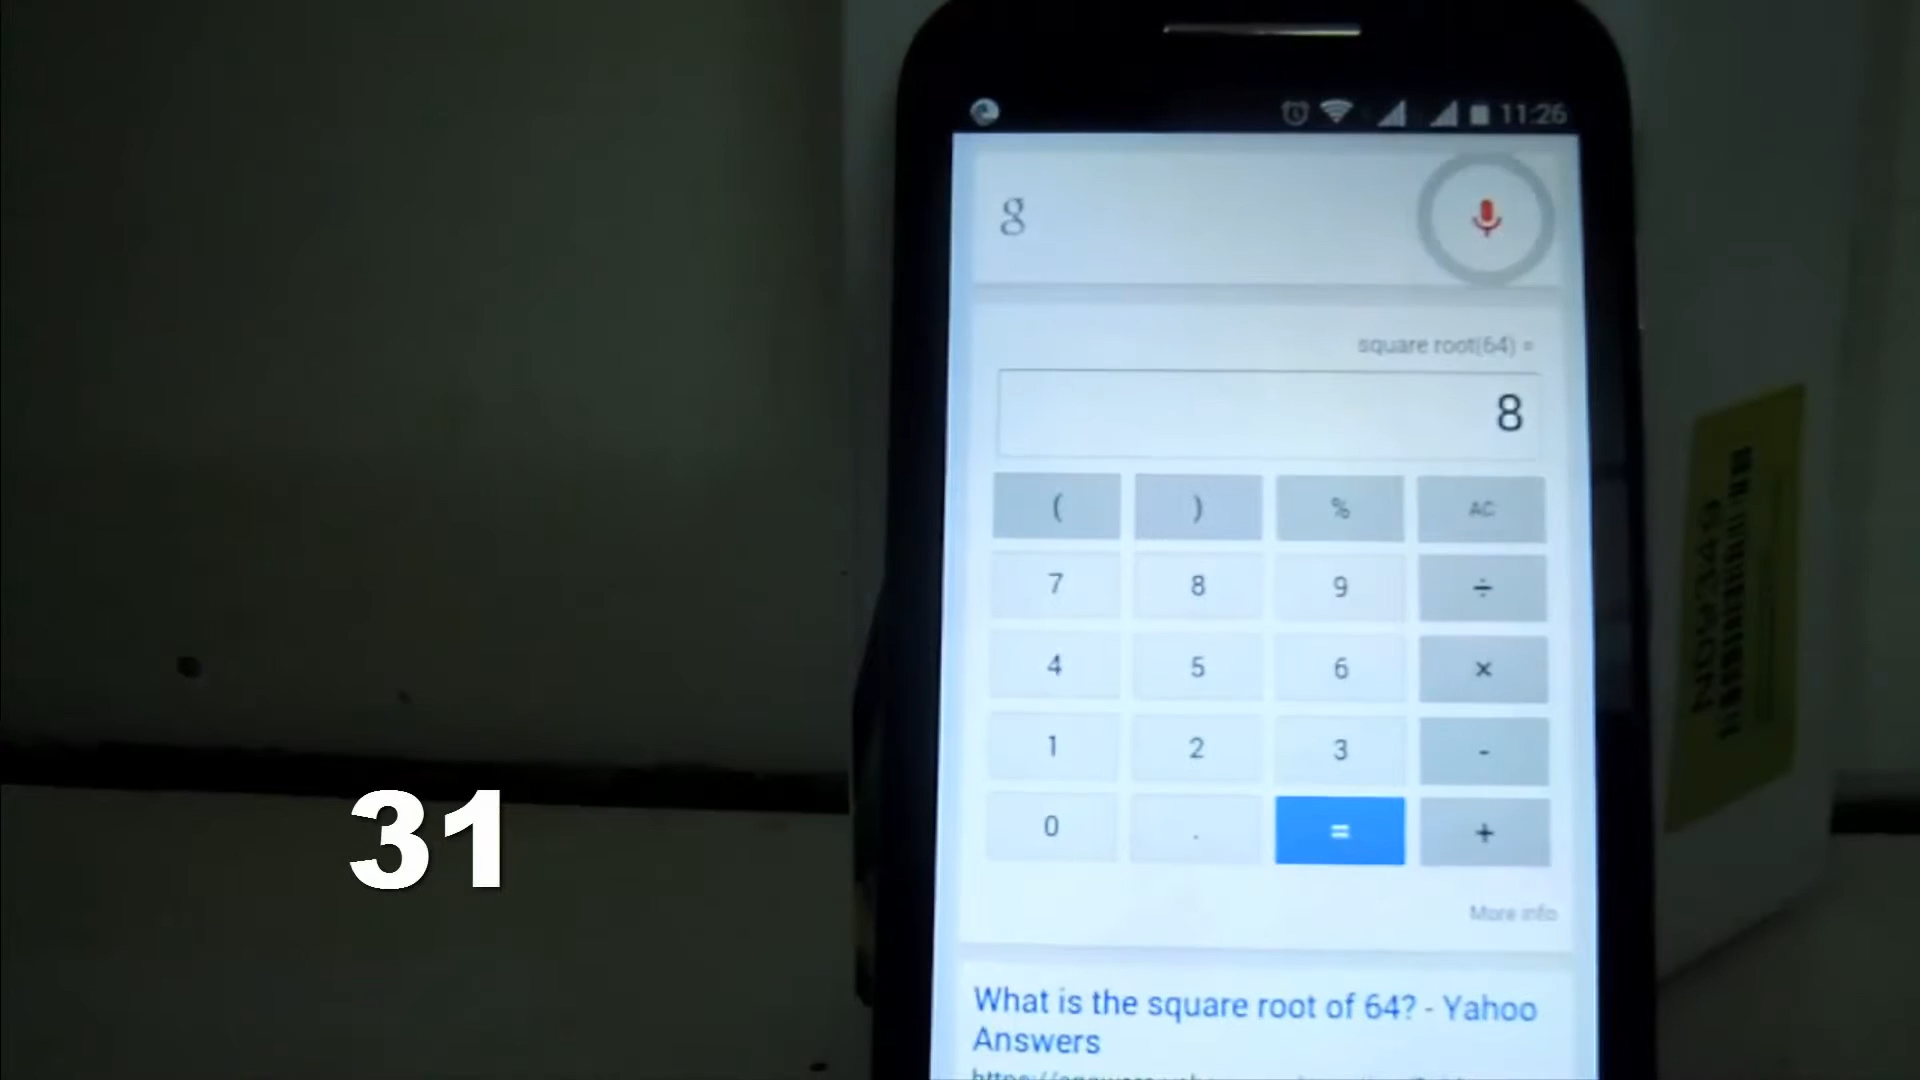 11:26
g
square root(64) =
8
( ) % AC
7 8 9 ÷
4 5 6 ×
1 2 3 -
0 . = +
31
More info
What is the square root of 64? - Yahoo
Answers